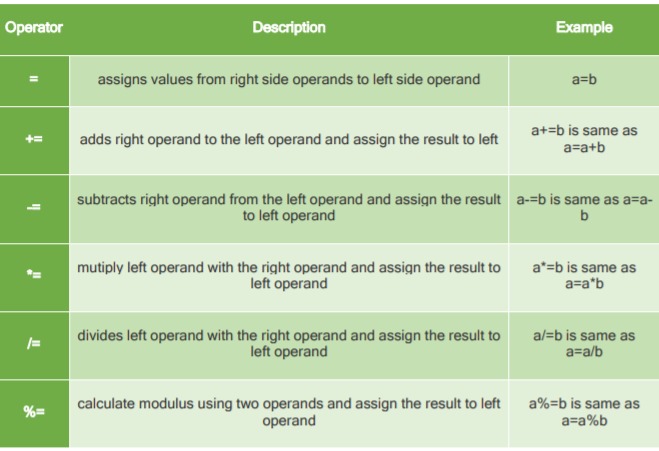 Operator Description Example
= assigns values from right side operands to left side operand a=b
+= adds right operand to the left operand and assign the result to left a+=b is same as
a=a+b
-= subtracts right operand from the left operand and assign the result a-=b is same as a=a-
to left operand b
*= mutiply left operand with the right operand and assign the result to a*=b is same as
left operand a=a*b
/= divides left operand with the right operand and assign the result to a/=b is same as
left operand a=a/b
%= calculate modulus using two operands and assign the result to left a%=b is same as
operand a=a%b